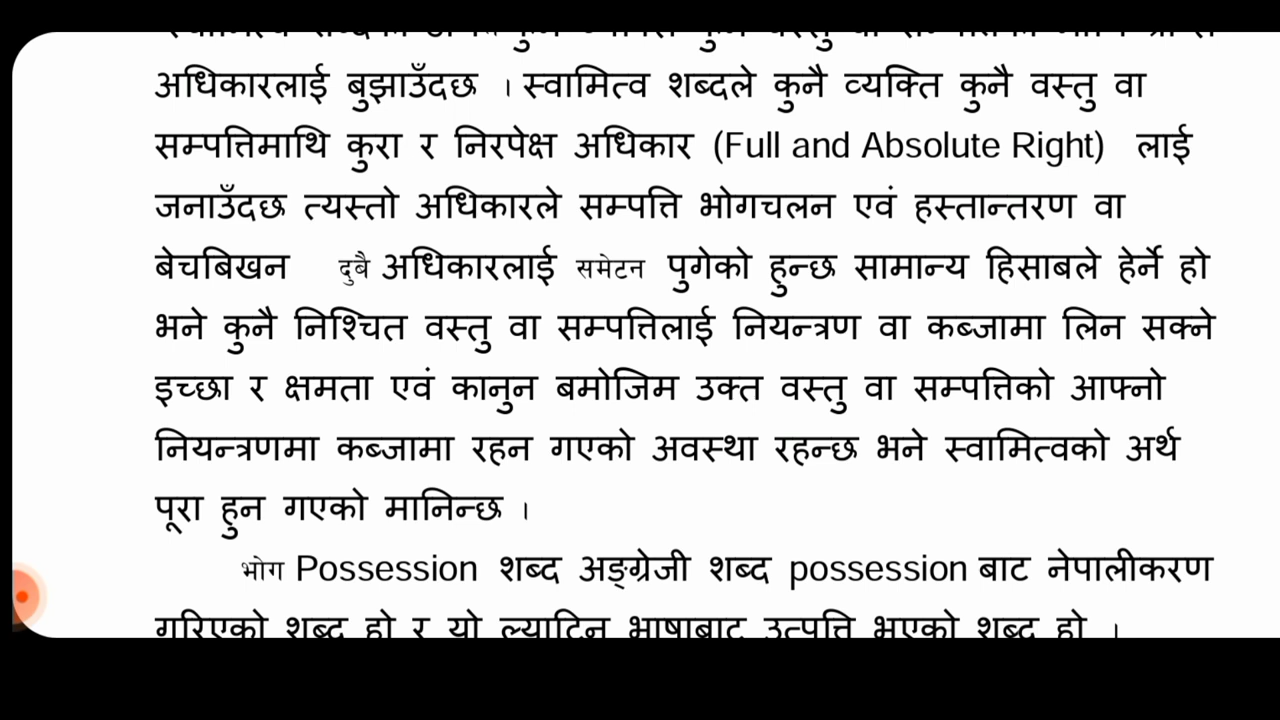 अधिकारलाई बुझाउँदछ । स्वामित्व शब्दले कुनै व्यक्ति कुनै वस्तु वा
सम्पत्तिमाथि कुरा र निरपेक्ष अधिकार (Full and Absolute Right) लाई
जनाउँदछ त्यस्तो अधिकारले सम्पत्ति भोगचलन एवं हस्तान्तरण वा
बेचबिखन दुबै अधिकारलाई समेटन पुगेको हुन्छ सामान्य हिसाबले हेर्ने हो
भने कुनै निश्चित वस्तु वा सम्पत्तिलाई नियन्त्रण वा कब्जामा लिन सक्ने
इच्छा र क्षमता एवं कानुन बमोजिम उक्त वस्तु वा सम्पत्तिको आफ्नो
नियन्त्रणमा कब्जामा रहन गएको अवस्था रहन्छ भने स्वामित्वको अर्थ
पूरा हुन गएको मानिन्छ ।
भोग Possession शब्द अङ्ग्रेजी शब्द possession बाट नेपालीकरण
गरिएको शब्द हो र यो ल्याटिन भाषाबाट उत्पत्ति भएको शब्द हो ।